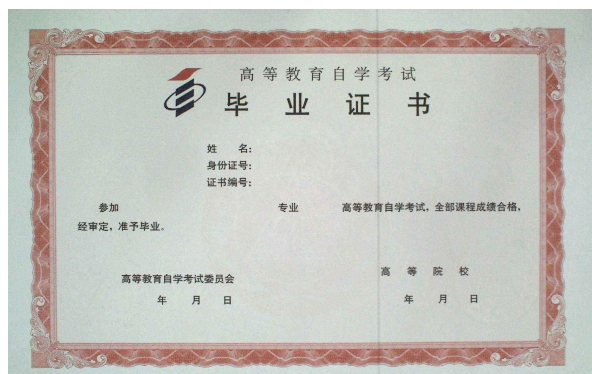 高等教育自学考试
毕业证书
姓 名：
身份证号：
证书编号：
参加 专业 高等教育自学考试，全部课程成绩合格，
经审定，准予毕业。
高等教育自学考试委员会
年 月 日
高等院校
年 月 日